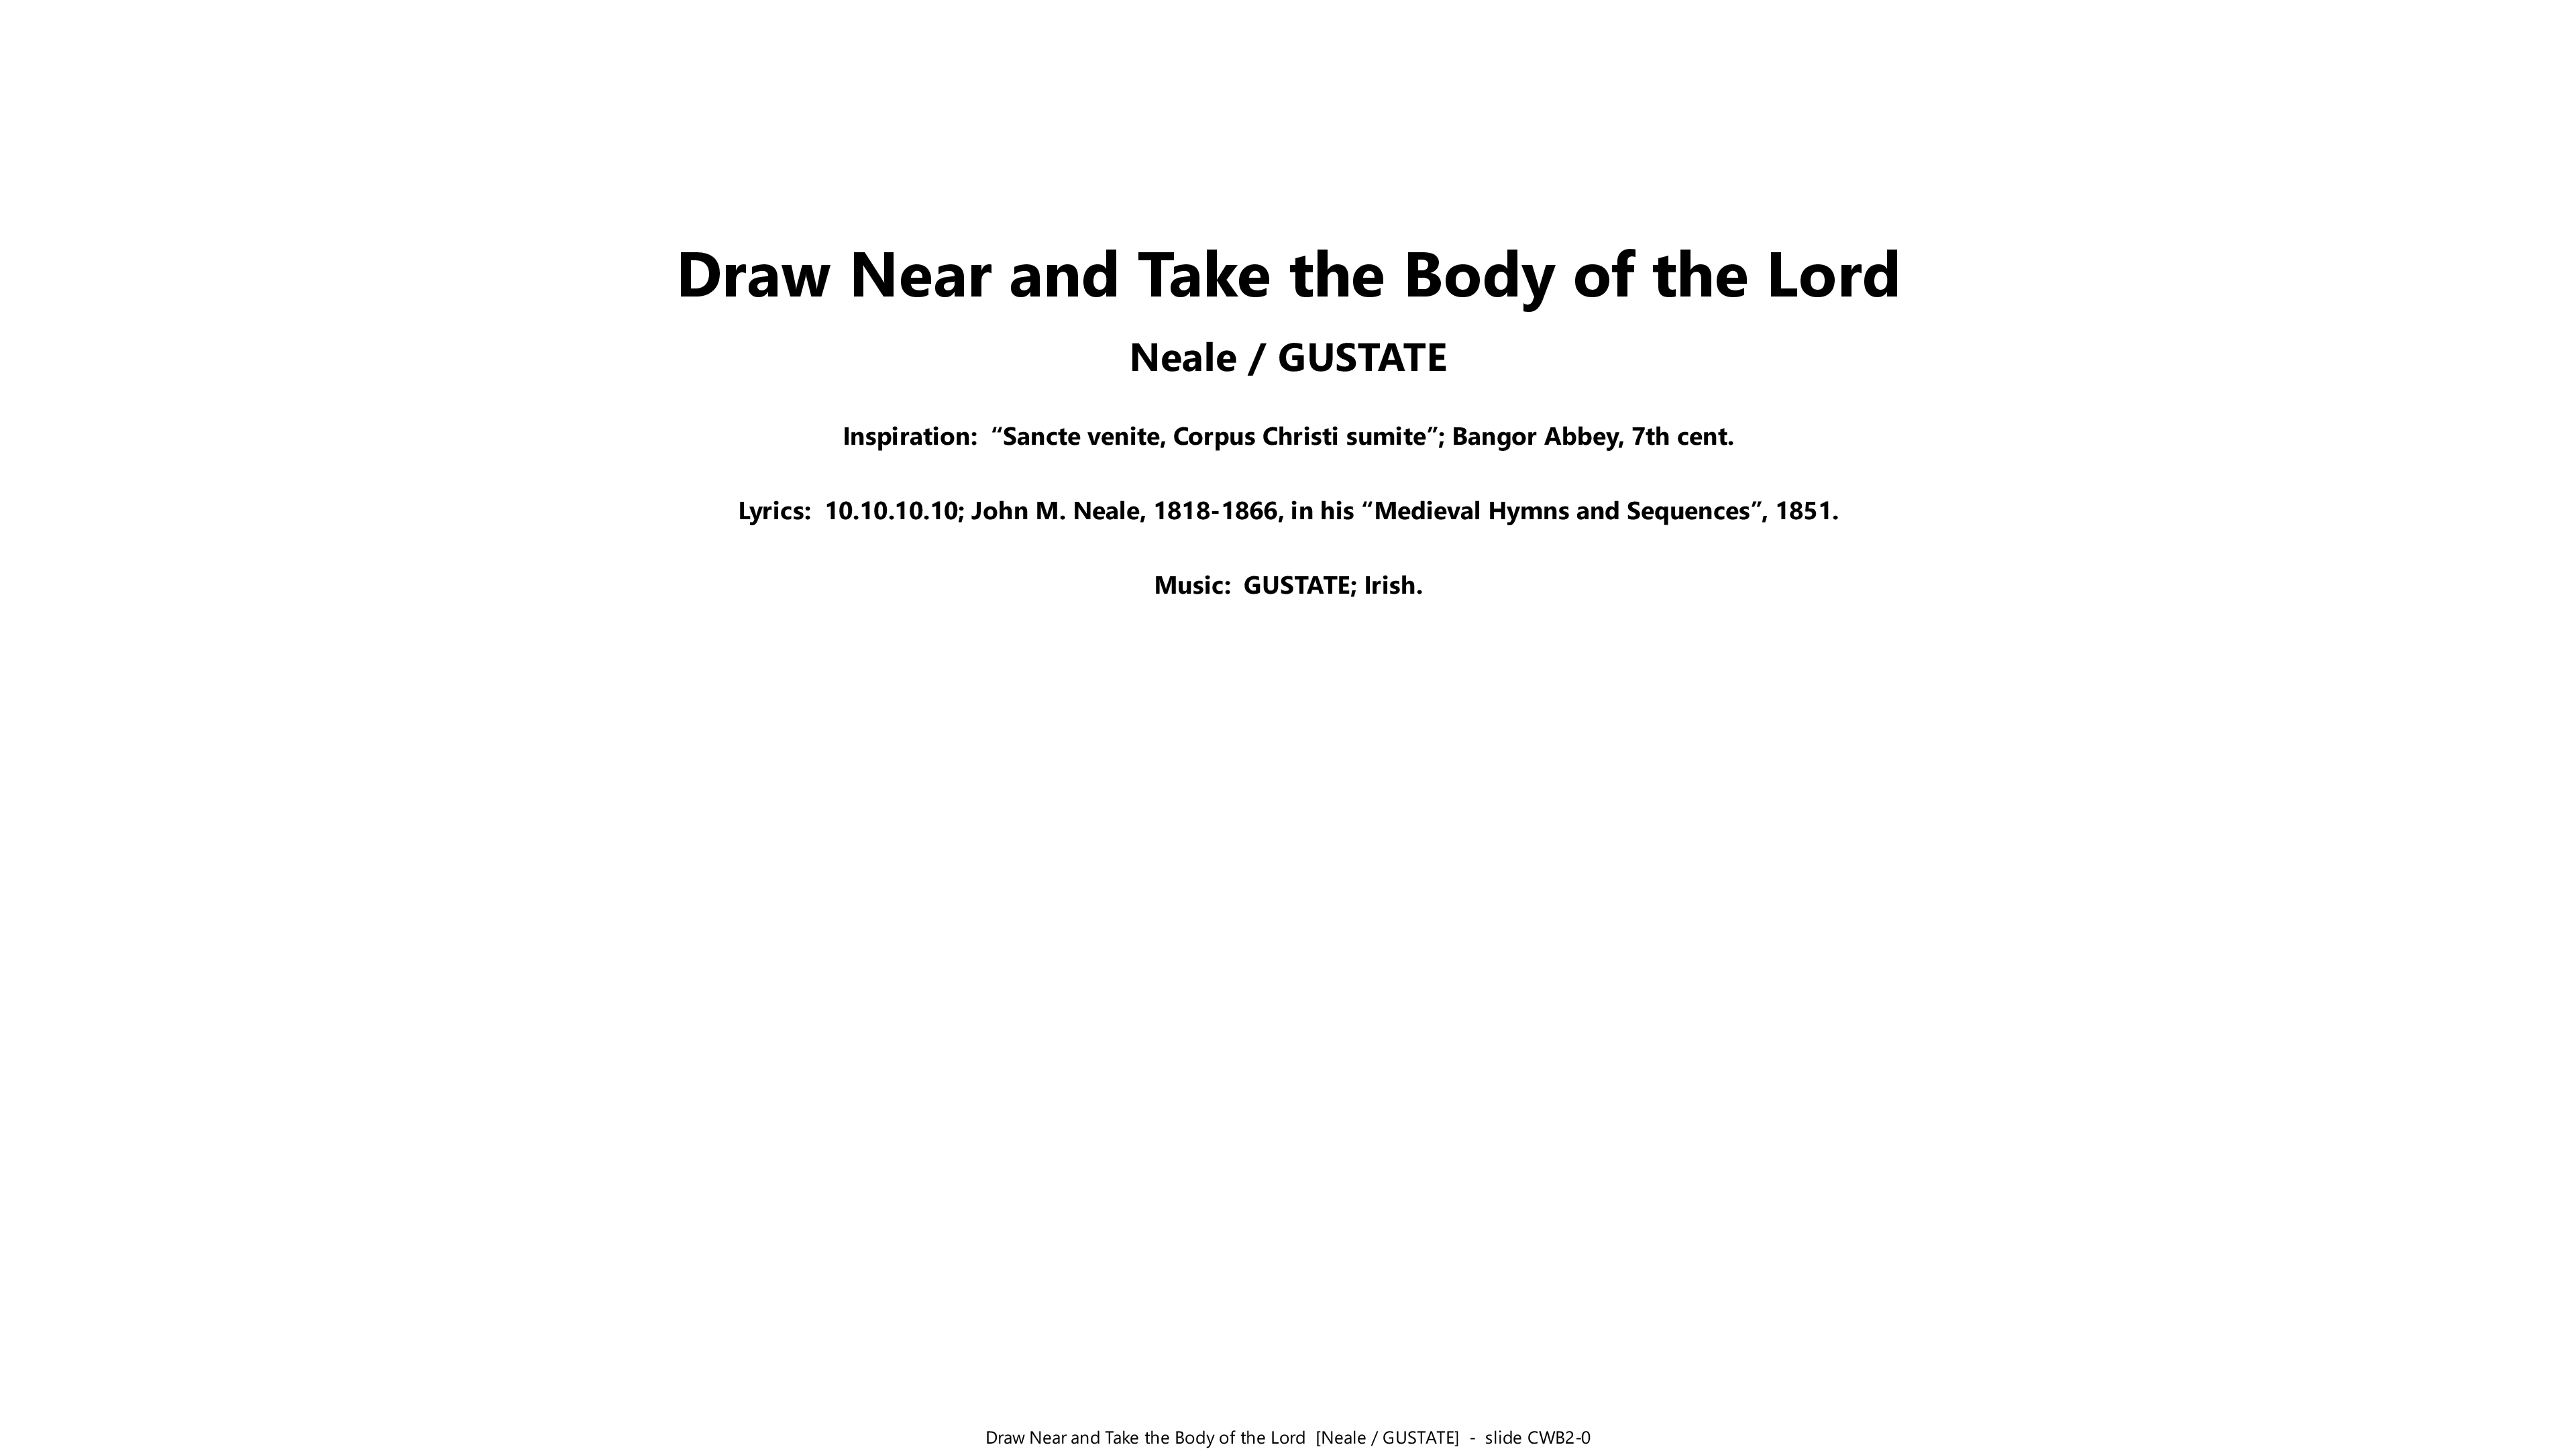 Draw Near and Take the Body of the Lord
Neale / GUSTATE
Inspiration:  “Sancte venite, Corpus Christi sumite”; Bangor Abbey, 7th cent.
Lyrics:  10.10.10.10; John M. Neale, 1818-1866, in his “Medieval Hymns and Sequences”, 1851.
Music:  GUSTATE; Irish.
Draw Near and Take the Body of the Lord  [Neale / GUSTATE]  -  slide CWB2-0